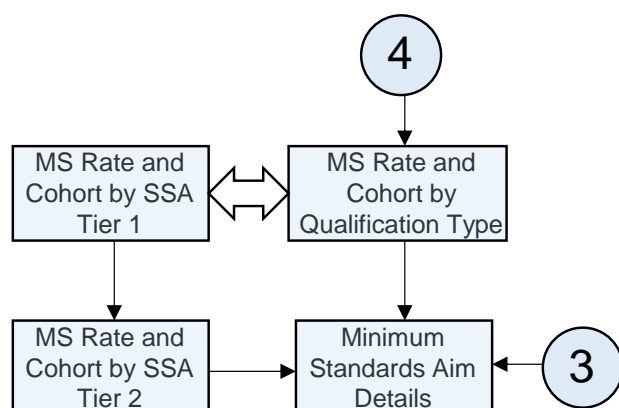 4
MS Rate and
Cohort by SSA
Tier 1
MS Rate and
Cohort by
Qualification Type
MS Rate and
Cohort by SSA
Tier 2
Minimum
Standards Aim
Details
3